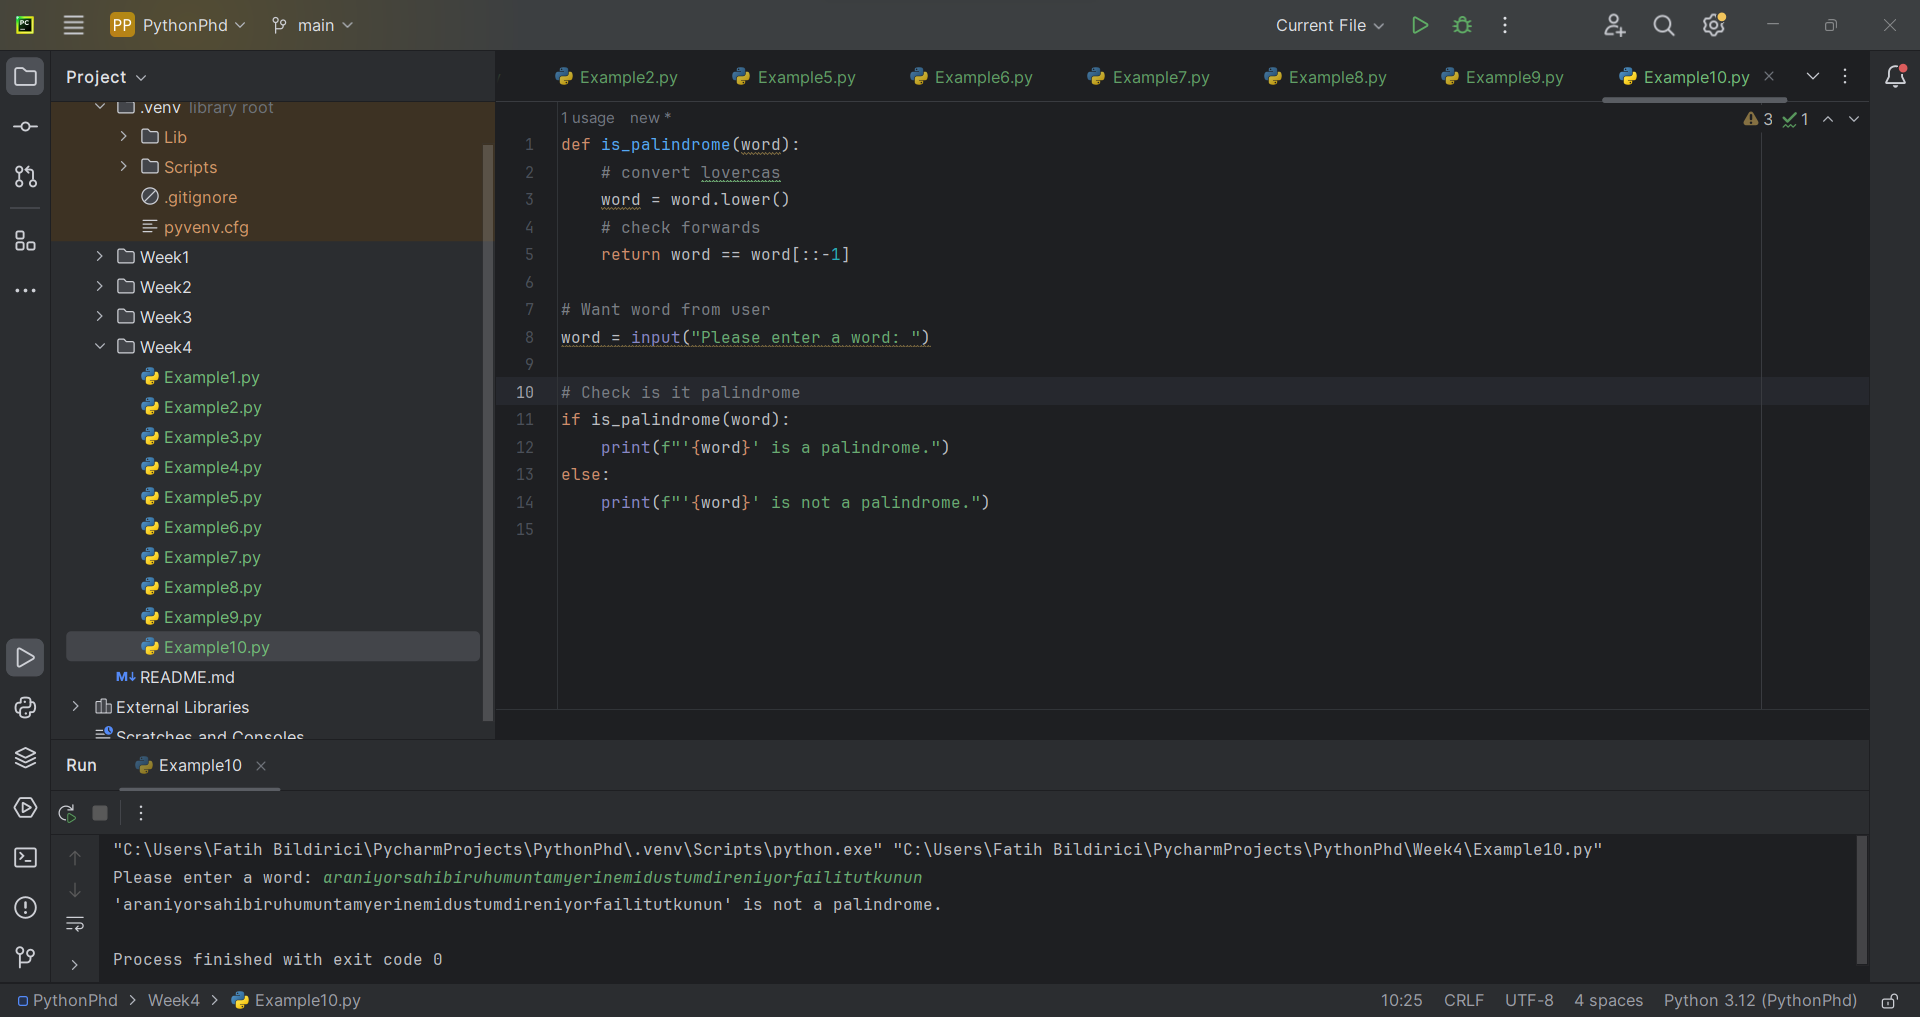 PC
PP PythonPhd main Current File
Project
Example2.py Example5.py Example6.py Example7.py Example8.py Example9.py Example10.py
.venv library root
Lib
Scripts
.gitignore
pyvenv.cfg
Week1
Week2
Week3
Week4
Example1.py
Example2.py
Example3.py
Example4.py
Example5.py
Example6.py
Example7.py
Example8.py
Example9.py
Example10.py
M↓ README.md
External Libraries
Scratches and Consoles
1 usage new *
3 1
1 def is_palindrome(word):
2 # convert lovercas
3 word = word.lower()
4 # check forwards
5 return word == word[::-1]
6
7 # Want word from user
8 word = input("Please enter a word: ")
9
10 # Check is it palindrome
11 if is_palindrome(word):
12 print(f"'{word}' is a palindrome.")
13 else:
14 print(f"'{word}' is not a palindrome.")
15
Run Example10
"C:\Users\Fatih Bildirici\PycharmProjects\PythonPhd\.venv\Scripts\python.exe" "C:\Users\Fatih Bildirici\PycharmProjects\PythonPhd\Week4\Example10.py"
Please enter a word: araniyorsahibiruhumuntamyerinemidustumdireniyorfailitutkunun
'araniyorsahibiruhumuntamyerinemidustumdireniyorfailitutkunun' is not a palindrome.
Process finished with exit code 0
PythonPhd > Week4 > Example10.py 10:25 CRLF UTF-8 4 spaces Python 3.12 (PythonPhd)